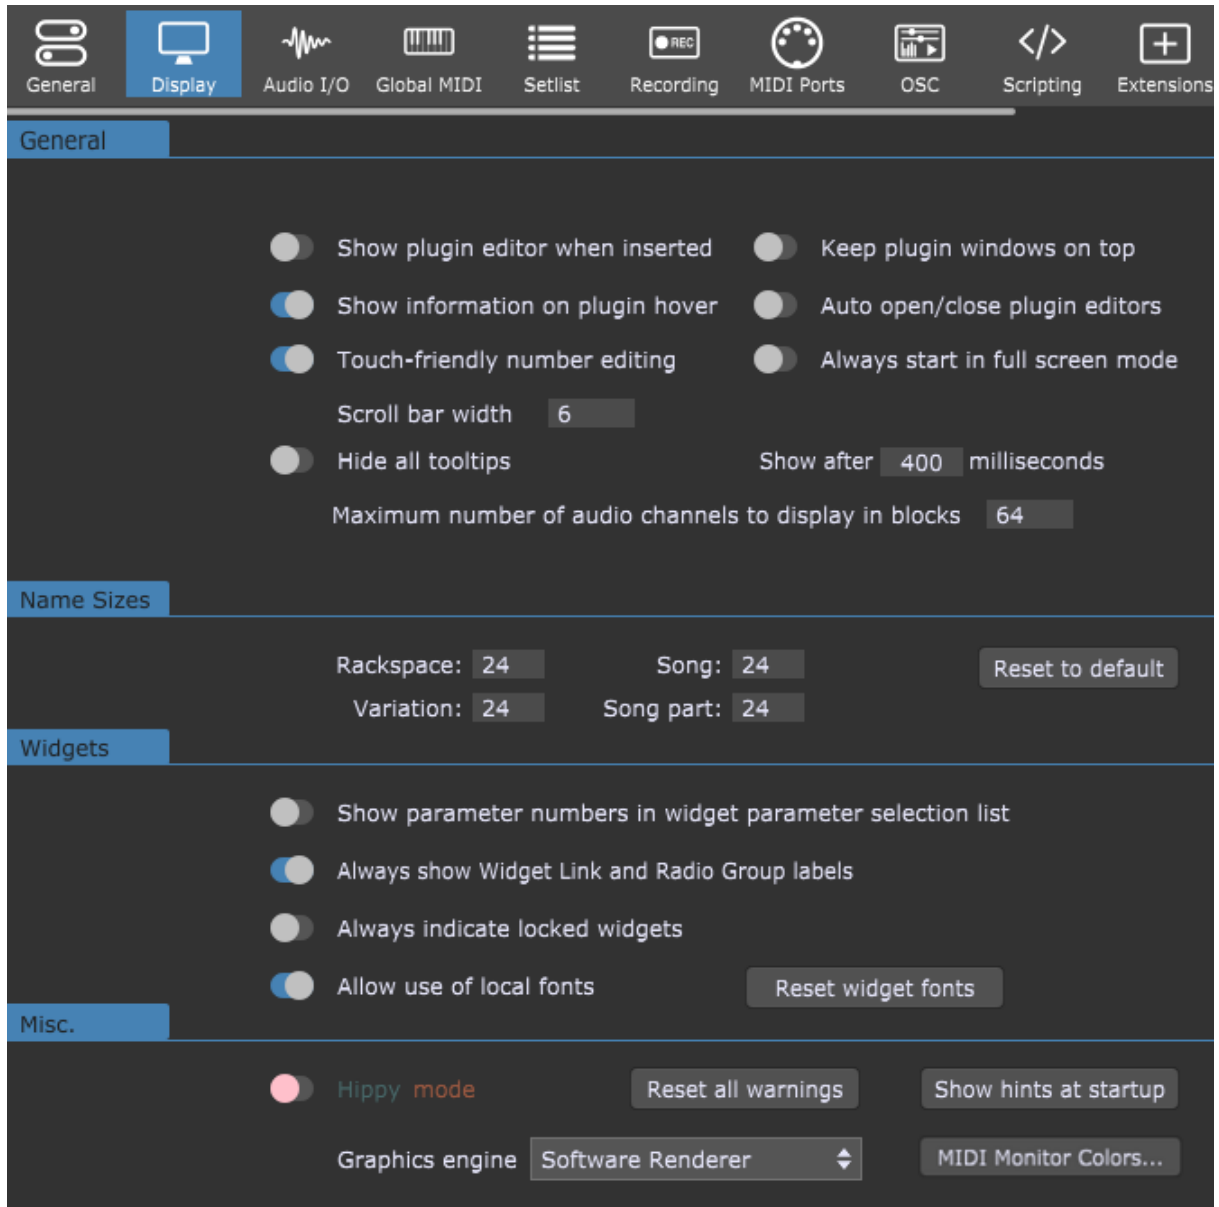 General Display Audio I/O Global MIDI Setlist REC Recording MIDI Ports OSC </> Scripting Extensions
General
Show plugin editor when inserted Keep plugin windows on top
Show information on plugin hover Auto open/close plugin editors
Touch-friendly number editing Always start in full screen mode
Scroll bar width 6
Hide all tooltips Show after 400 milliseconds
Maximum number of audio channels to display in blocks 64
Name Sizes
Rackspace: 24 Song: 24 Reset to default
Variation: 24 Song part: 24
Widgets
Show parameter numbers in widget parameter selection list
Always show Widget Link and Radio Group labels
Always indicate locked widgets
Allow use of local fonts Reset widget fonts
Misc.
Hippy mode Reset all warnings Show hints at startup
Graphics engine Software Renderer MIDI Monitor Colors...